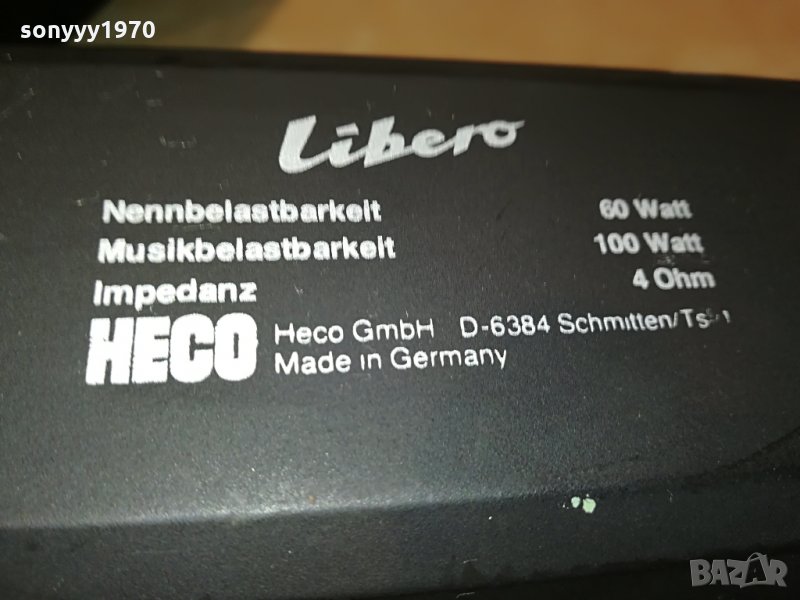 sonyyy1970
Libero
Nennbelastbarkeit 60 Watt
Musikbelastbarkeit 100 Watt
Impedanz 4 Ohm
HECO Heco GmbH D-6384 Schmitten/
Made in Germany
BAZAR